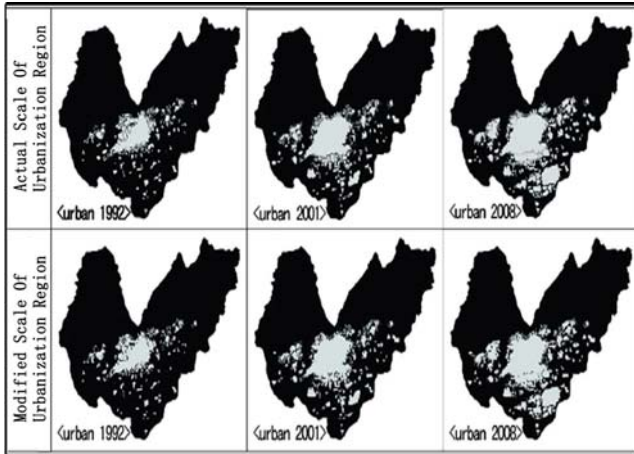 Actual Scale Of
Urbanization Region
<urban 1992>
<urban 2001>
<urban 2008>
Modified Scale Of
Urbanization Region
<urban 1992>
<urban 2001>
<urban 2008>